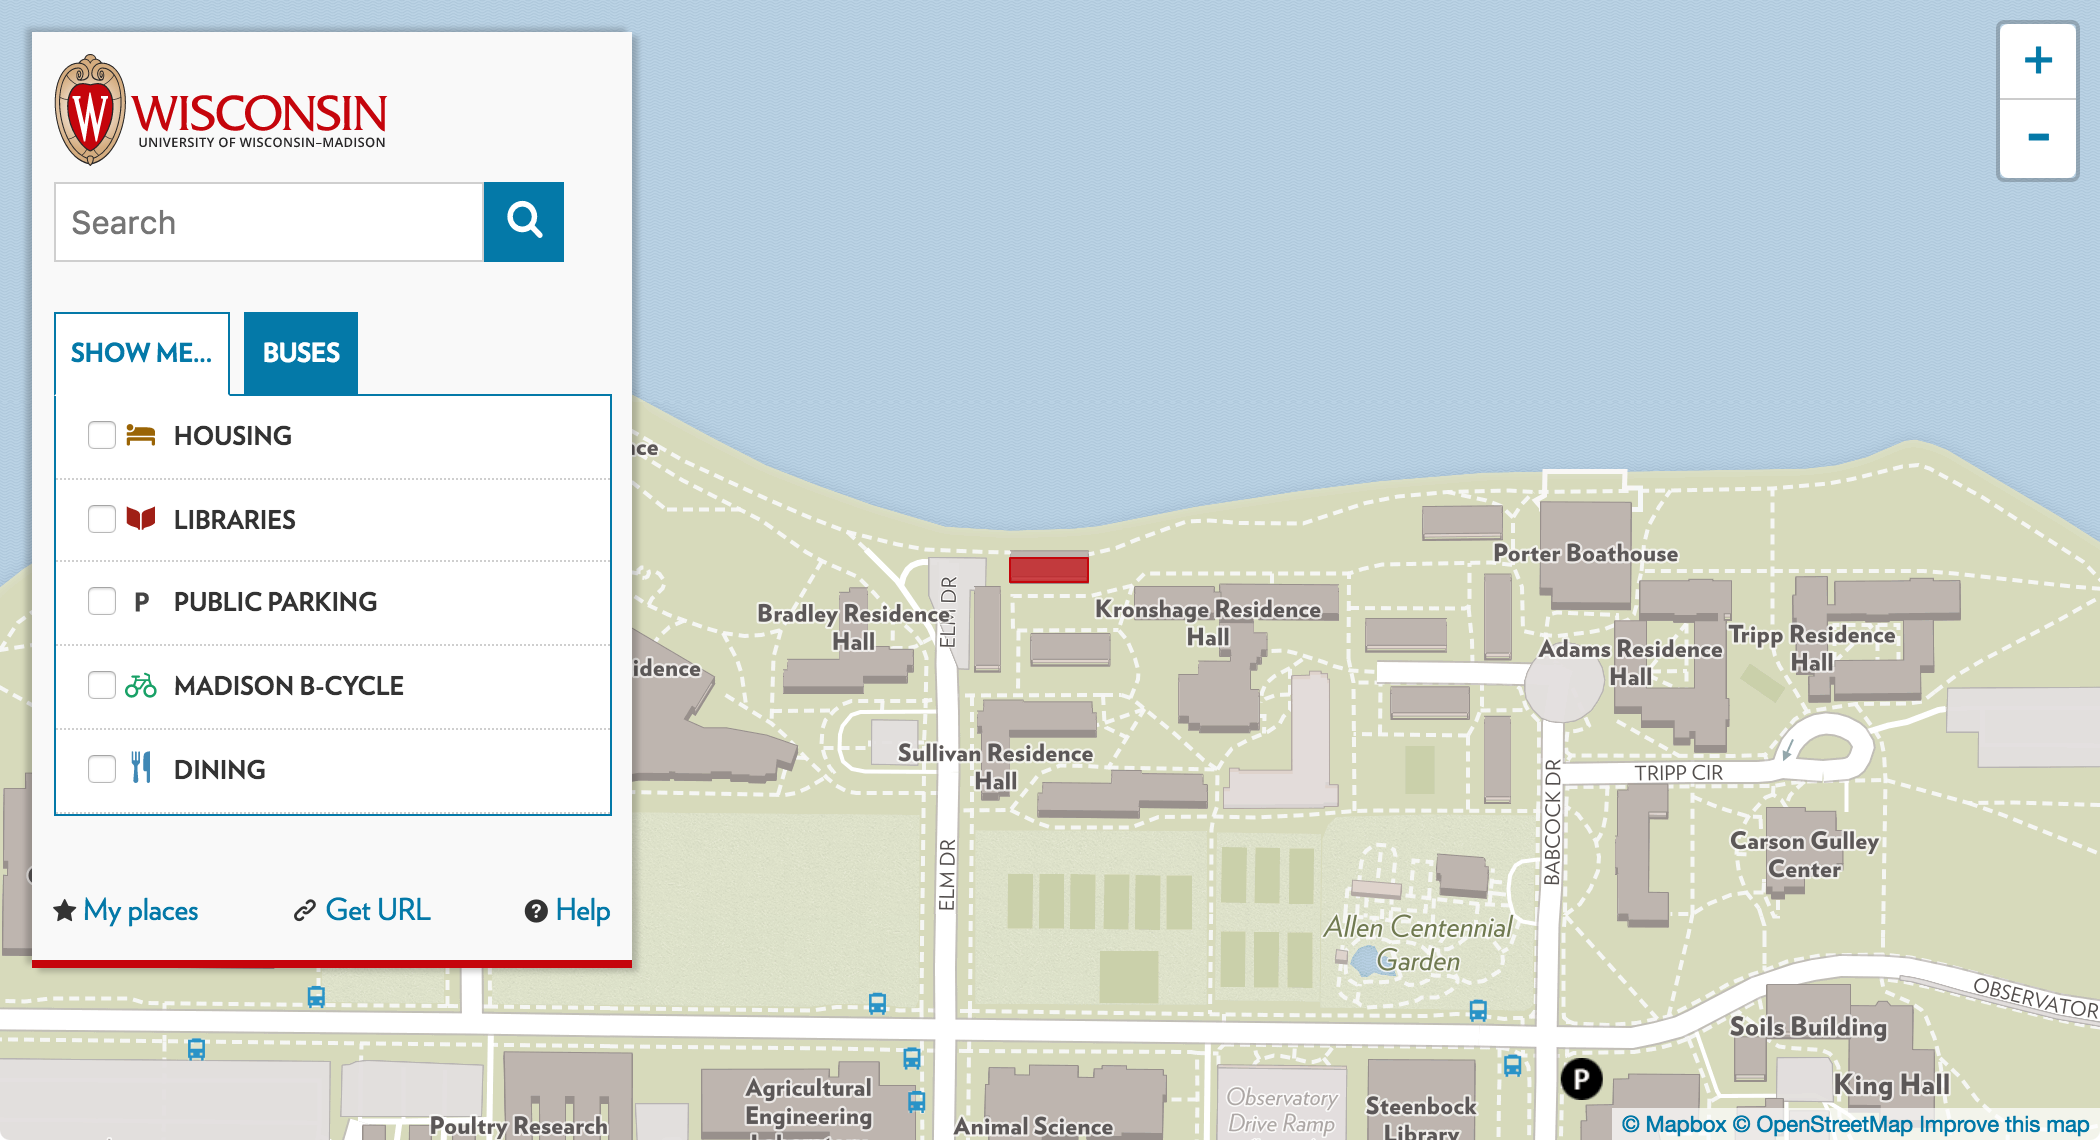 W
WISCONSIN
UNIVERSITY OF WISCONSIN–MADISON
Search
SHOW ME...
BUSES
HOUSING
LIBRARIES
P PUBLIC PARKING
MADISON B-CYCLE
DINING
My places
Get URL
? Help
+
-
idence
ELM DR
Bradley Residence
Hall
Kronshage Residence
Hall
Porter Boathouse
Adams Residence
Hall
Tripp Residence
Hall
Sullivan Residence
Hall
TRIPP CIR
BABCOCK DR
ELM DR
Carson Gulley
Center
Allen Centennial
Garden
OBSERVATOR
Soils Building
King Hall
P
Agricultural
Engineering
Poultry Research
Animal Science
Observatory
Drive Ramp
Steenbock
Library
© Mapbox © OpenStreetMap Improve this map